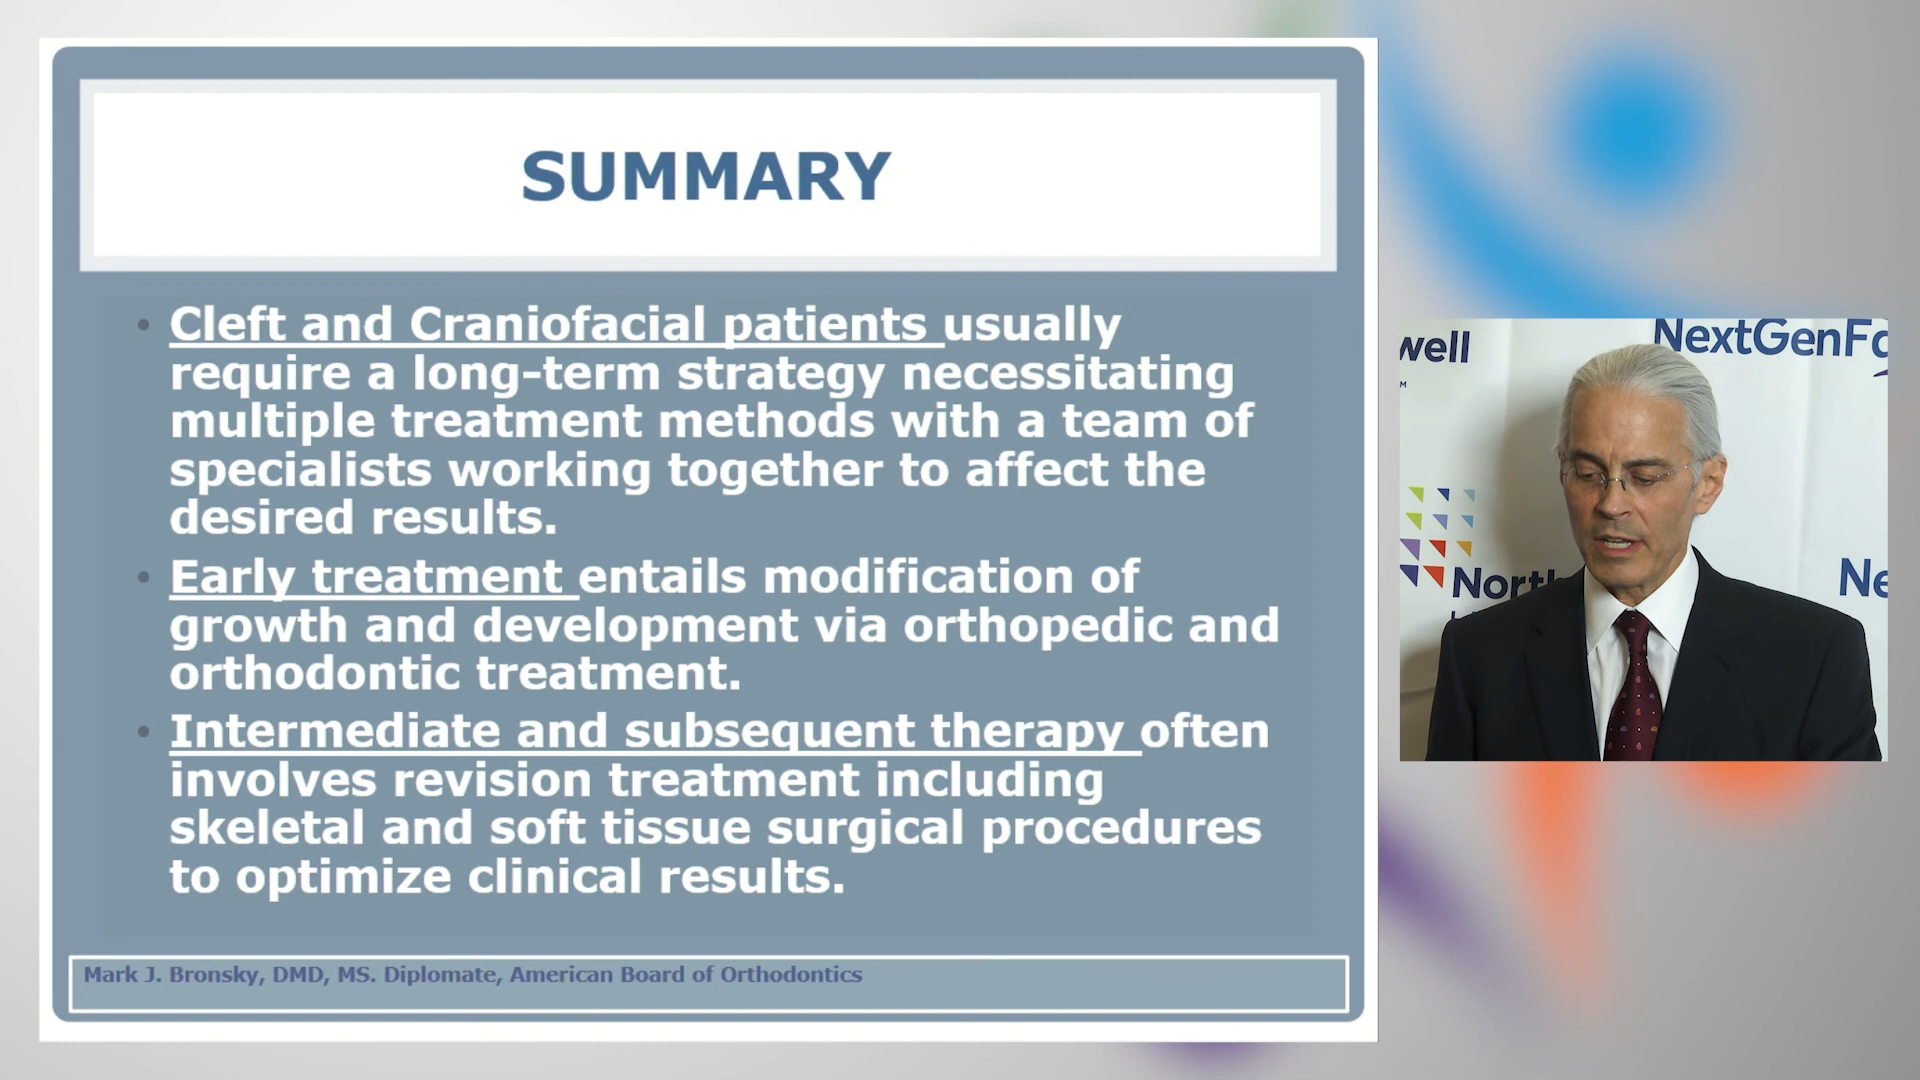 SUMMARY
• Cleft and Craniofacial patients usually
require a long-term strategy necessitating
multiple treatment methods with a team of
specialists working together to affect the
desired results.
• Early treatment entails modification of
growth and development via orthopedic and
orthodontic treatment.
• Intermediate and subsequent therapy often
involves revision treatment including
skeletal and soft tissue surgical procedures
to optimize clinical results.
Mark J. Bronsky, DMD, MS. Diplomate, American Board of Orthodontics
well
NextGenFa
North
Ne